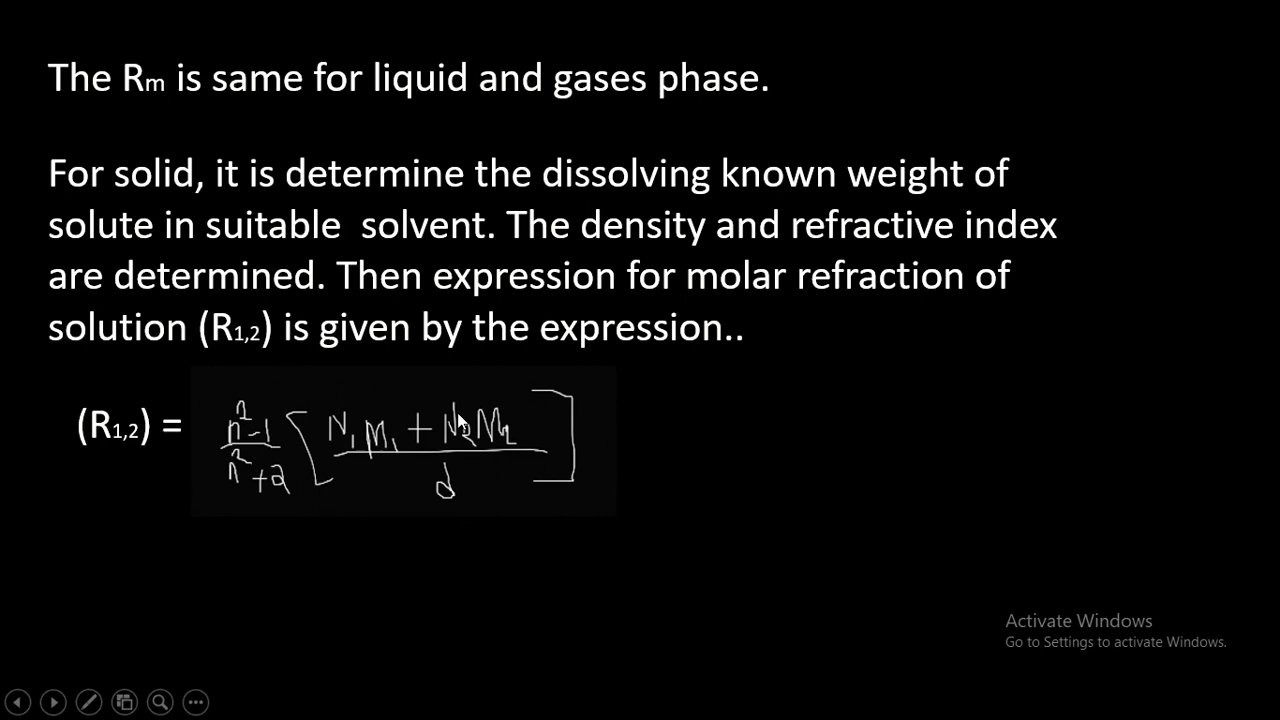 The Rm is same for liquid and gases phase.
For solid, it is determine the dissolving known weight of
solute in suitable  solvent. The density and refractive index
are determined. Then expression for molar refraction of
solution (R1,2) is given by the expression..
(R1,2) = n²-1 / n²+2 [ N₁M₁ + N₂M₂ / d ]
Activate Windows
Go to Settings to activate Windows.